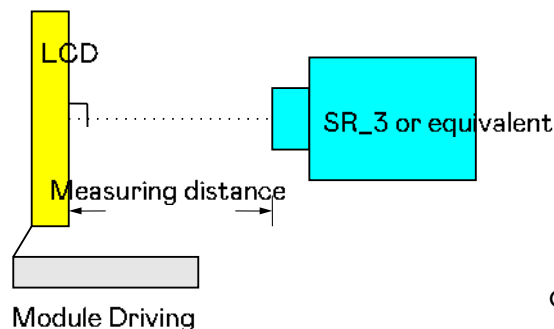 LCD
SR_3 or equivalent
Measuring distance
Module Driving